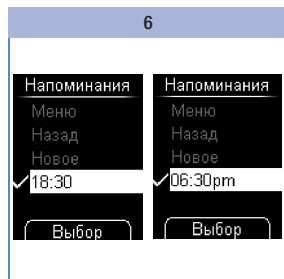 6
Напоминания
Меню
Назад
Новое
18:30
Выбор
Напоминания
Меню
Назад
Новое
06:30pm
Выбор